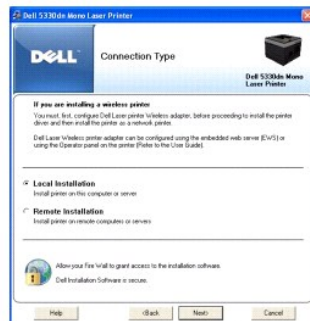 Dell 5330dn Mono Laser Printer
DELL
Connection Type
Dell 5330dn Mono
Laser Printer
If you are installing a wireless printer
You must, first, configure Dell Laser printer Wireless adapter, before proceeding to install the printer
driver and then install the printer as a network printer.
Dell Laser Wireless printer adapter can be configured using the embedded web server (EWS) or
using the Operator panel on the printer (Refer to the User Guide).
Local Installation
Install printer on this computer or server
Remote Installation
Install printer on remote computers or servers
Allow your Fire Wall to grant access to the installation software.
Dell Installation Software is secure.
Help
<Back
Next>
Cancel